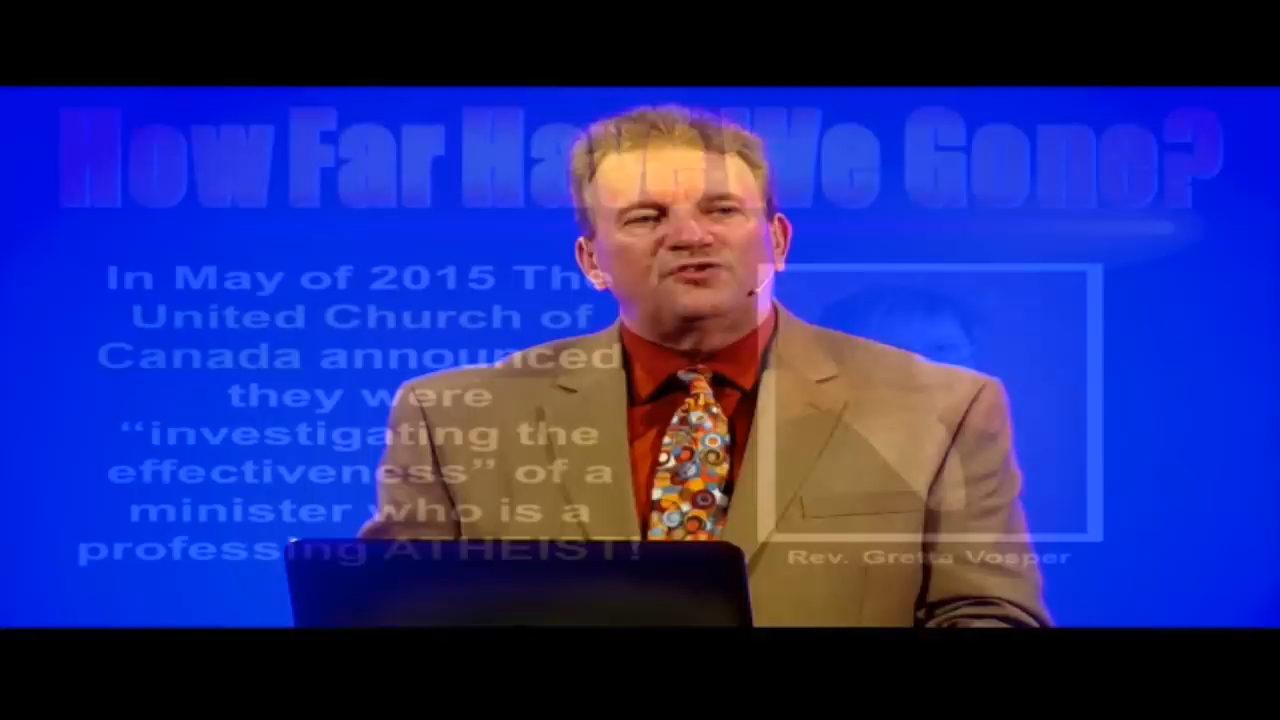 How Far Have We Gone?
In May of 2015 The
United Church of
Canada announced
they were
“investigating the
effectiveness” of a
minister who is a
professing ATHEIST!
Rev. Gretta Vosper